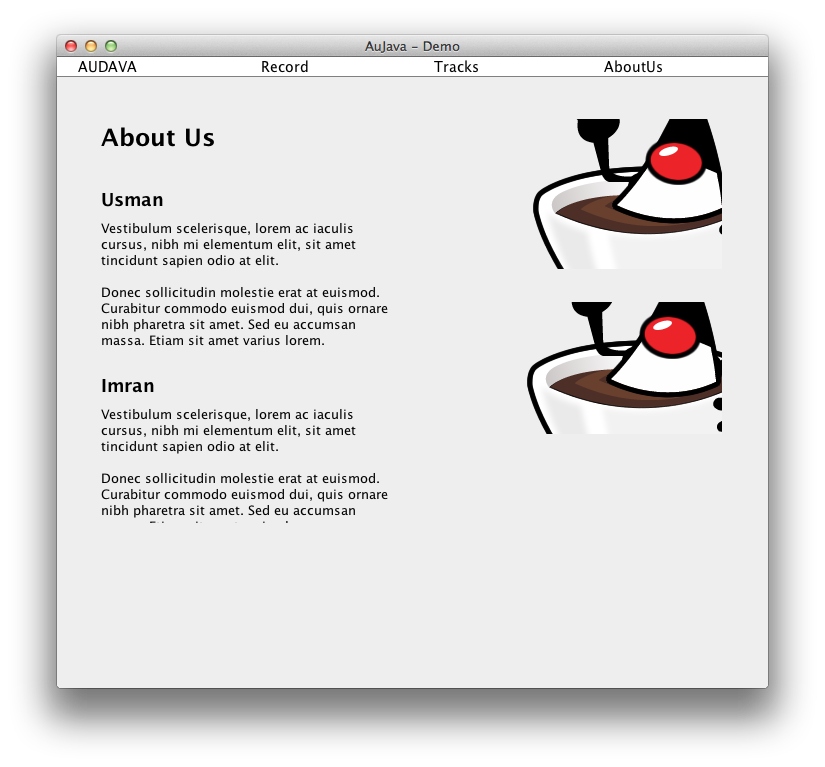 AuJava – Demo
AUDAVA Record Tracks AboutUs
About Us
Usman
Vestibulum scelerisque, lorem ac iaculis
cursus, nibh mi elementum elit, sit amet
tincidunt sapien odio at elit.
Donec sollicitudin molestie erat at euismod.
Curabitur commodo euismod dui, quis ornare
nibh pharetra sit amet. Sed eu accumsan
massa. Etiam sit amet varius lorem.
Imran
Vestibulum scelerisque, lorem ac iaculis
cursus, nibh mi elementum elit, sit amet
tincidunt sapien odio at elit.
Donec sollicitudin molestie erat at euismod.
Curabitur commodo euismod dui, quis ornare
nibh pharetra sit amet. Sed eu accumsan